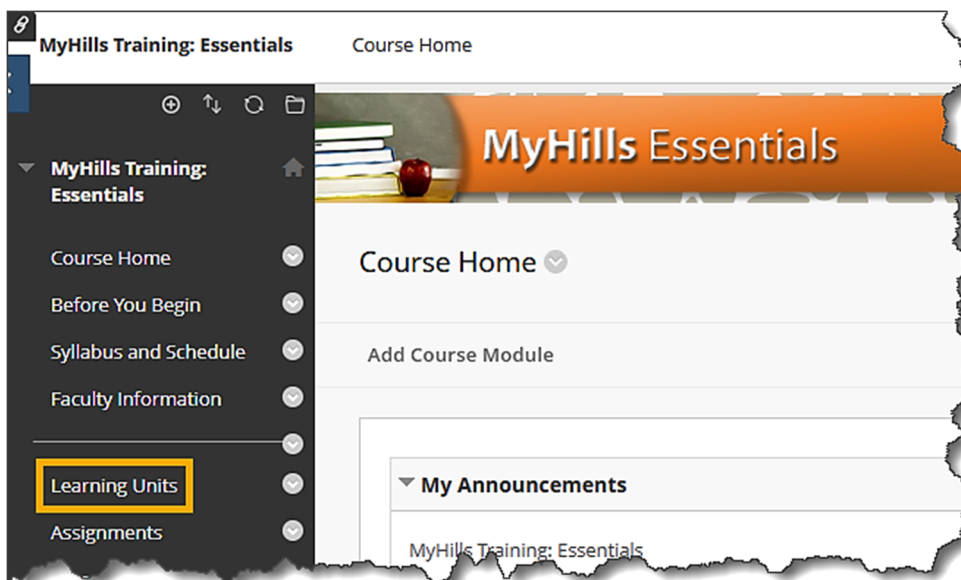 MyHills Training: Essentials
Course Home
MyHills Essentials
MyHills Training:
Essentials
Course Home
Before You Begin
Syllabus and Schedule
Faculty Information
Learning Units
Assignments
Course Home
Add Course Module
My Announcements
MyHills Training: Essentials